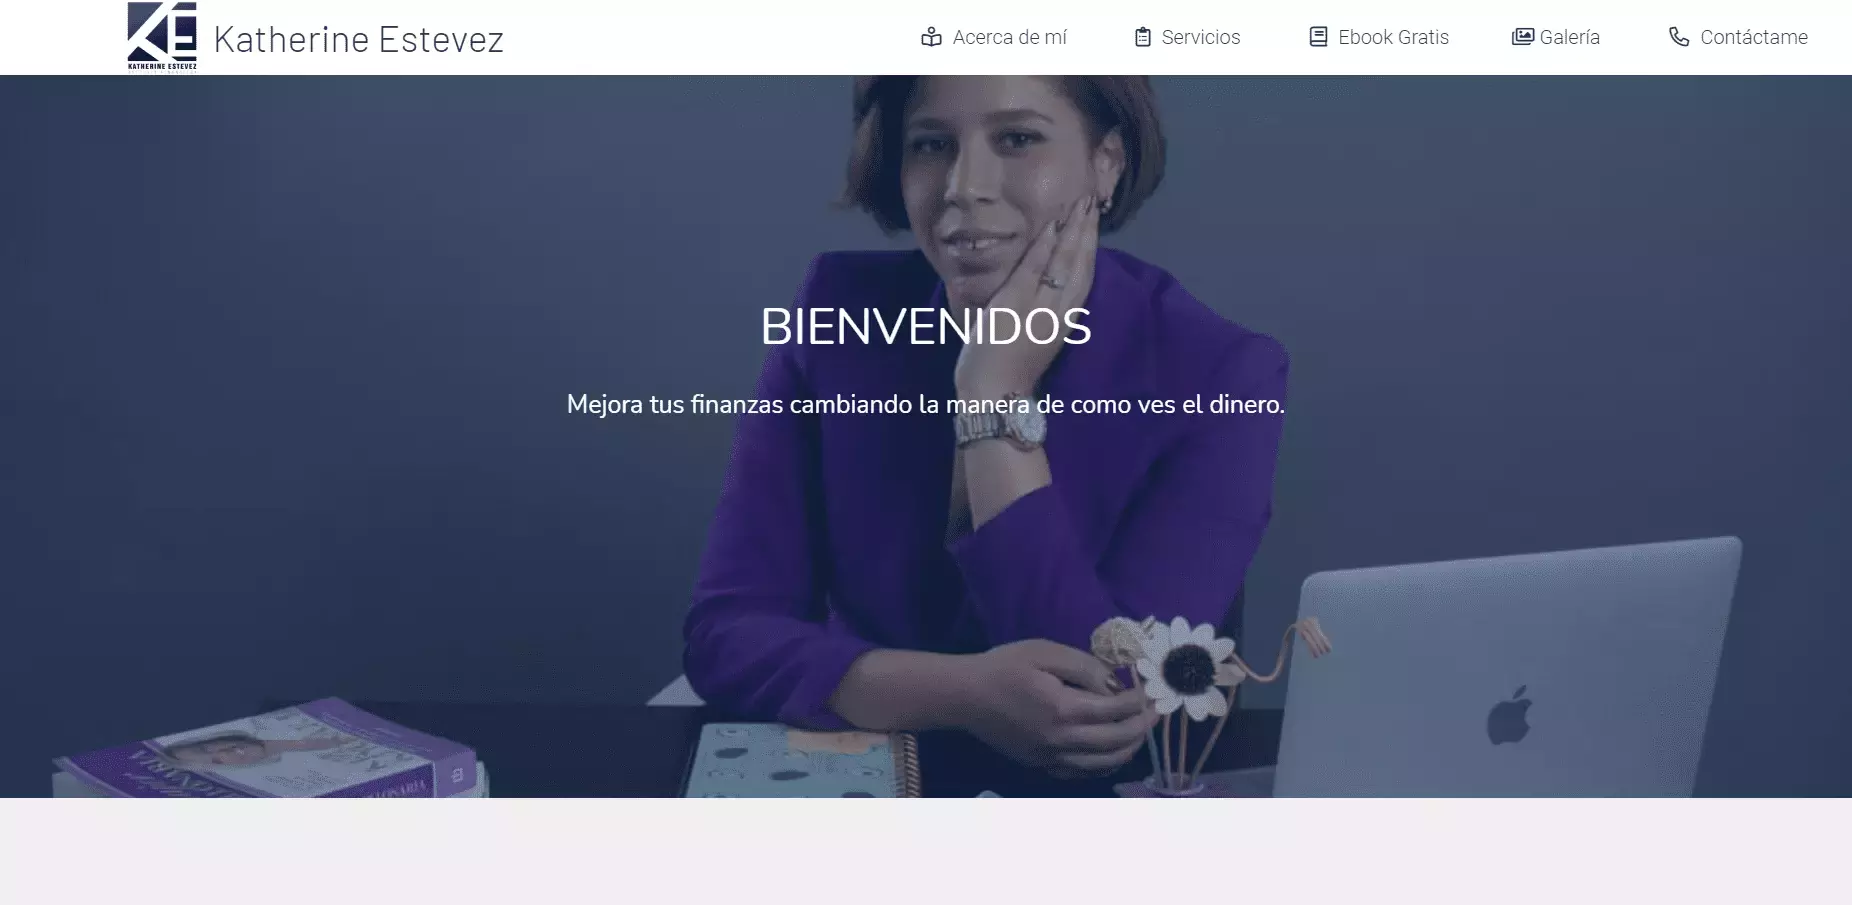 KATHERINE ESTEVEZ
Katherine Estevez
Acerca de mí
Servicios
Ebook Gratis
Galería
Contáctame
BIENVENIDOS
Mejora tus finanzas cambiando la manera de como ves el dinero.